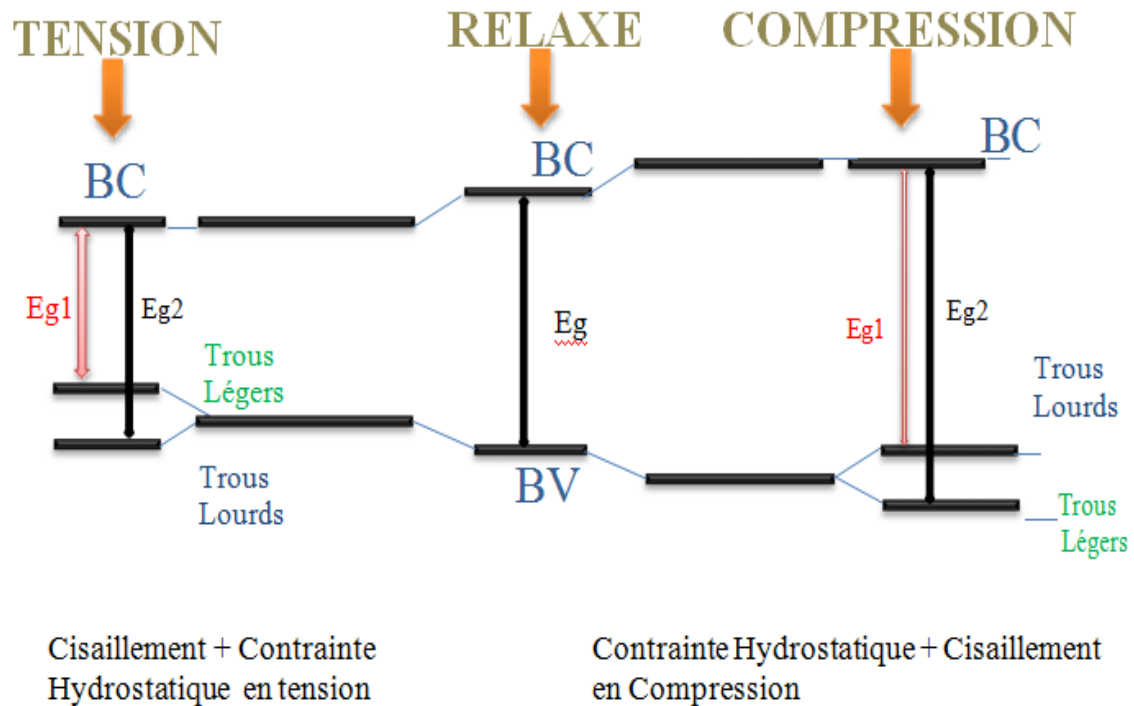 TENSION
RELAXE
COMPRESSION
BC
BC
BC
Eg1
Eg2
Eg
Eg1
Eg2
Trous
Légers
Trous
Lourds
BV
Trous
Lourds
Trous
Légers
Cisaillement + Contrainte
Hydrostatique en tension
Contrainte Hydrostatique + Cisaillement
en Compression